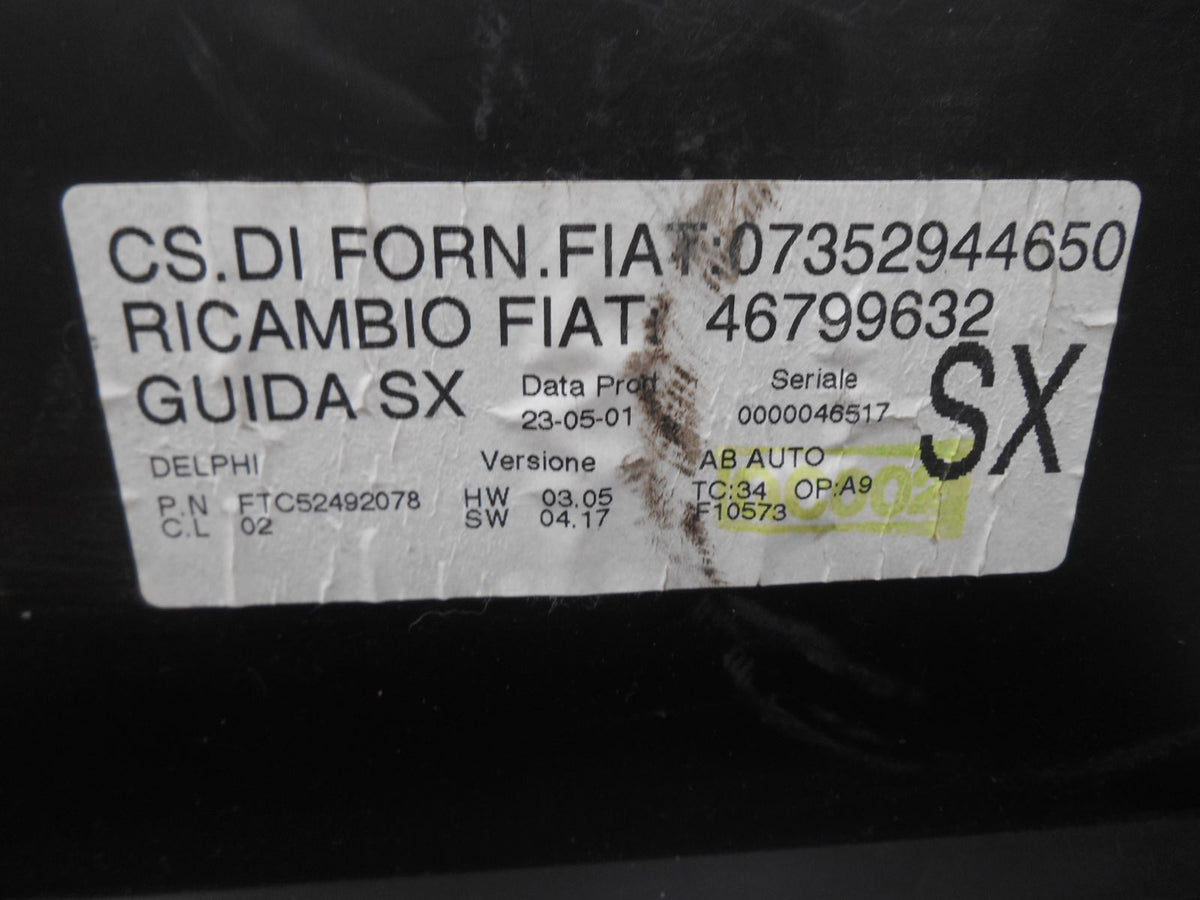 CS.DI FORN.FIAT:07352944650
RICAMBIO FIAT: 46799632
GUIDA SX
Data Prod
23-05-01
Seriale
0000046517
SX
DELPHI
P.N FTC52492078
C.L 02
Versione
HW 03.05
SW 04.17
AB AUTO
TC:34 OP:A9
F10573